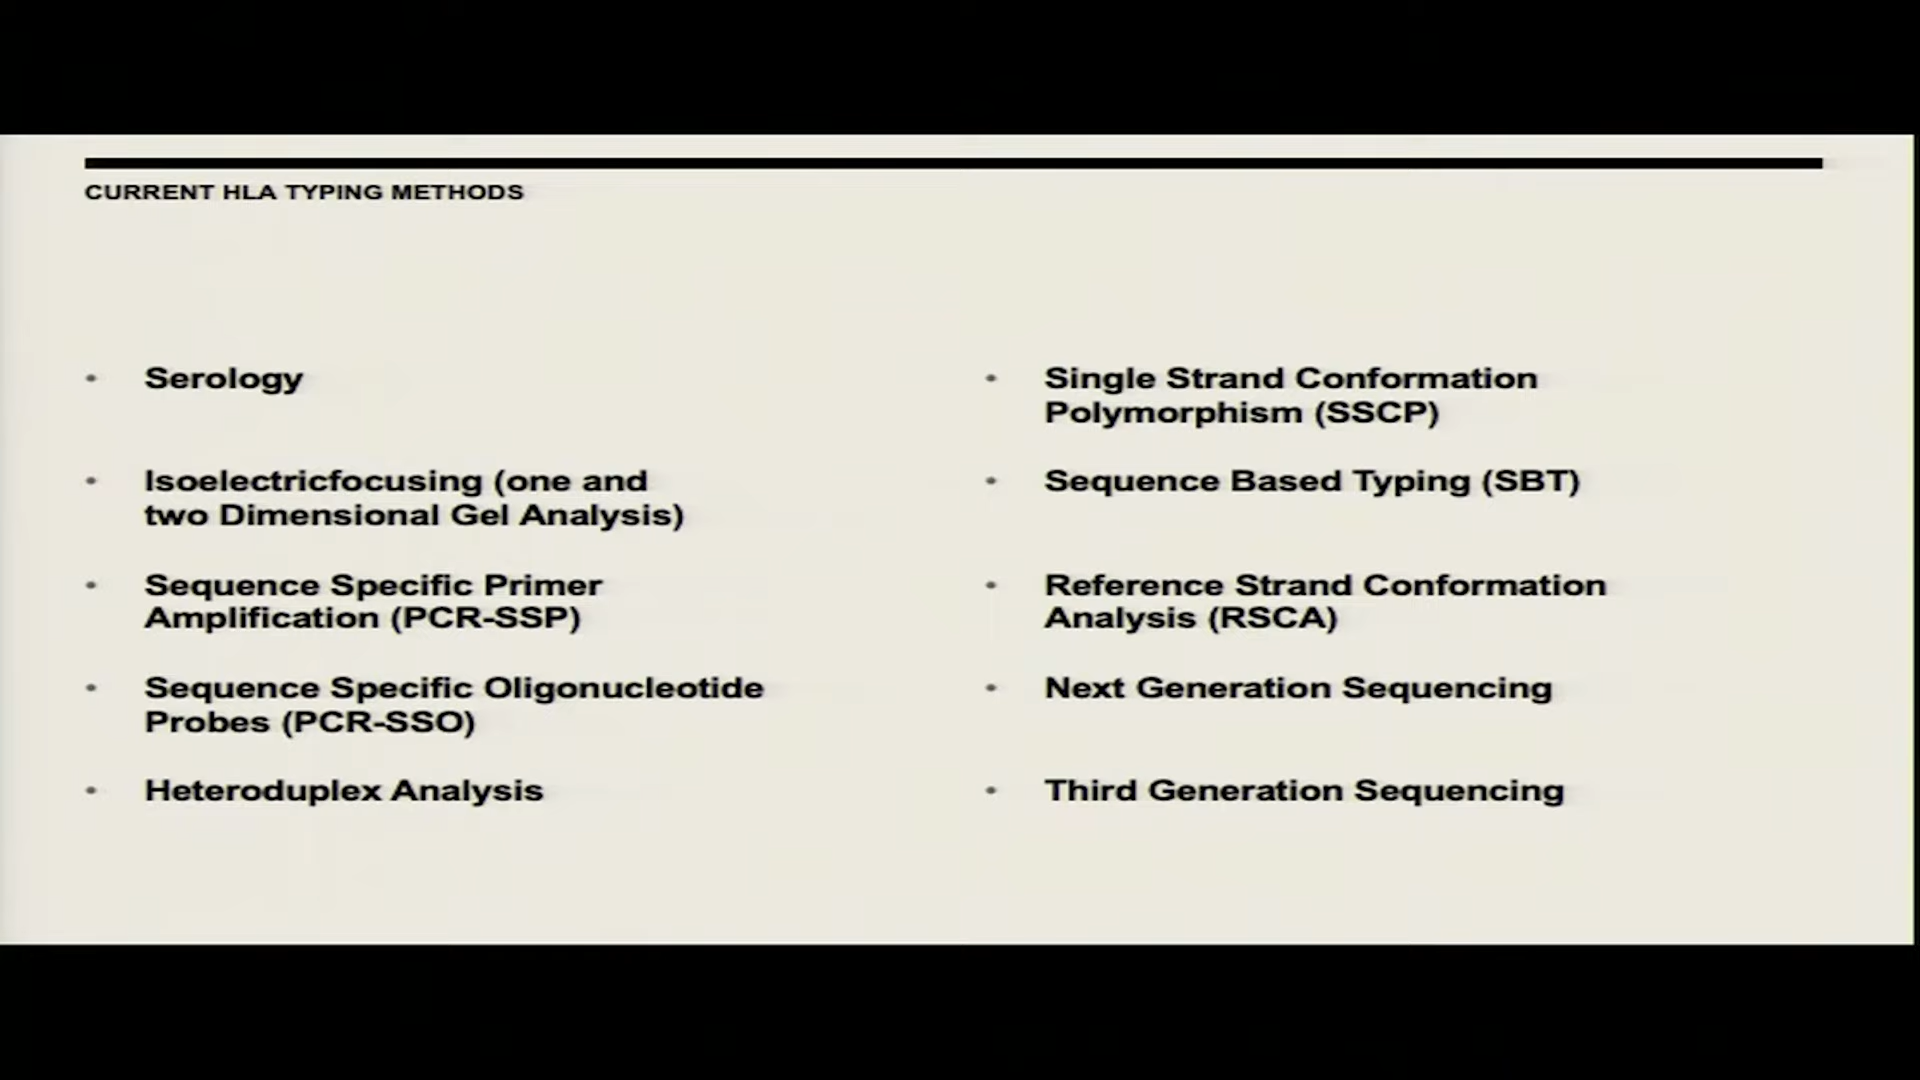 CURRENT HLA TYPING METHODS
• Serology
• Isoelectricfocusing (one and
two Dimensional Gel Analysis)
• Sequence Specific Primer
Amplification (PCR-SSP)
• Sequence Specific Oligonucleotide
Probes (PCR-SSO)
• Heteroduplex Analysis
• Single Strand Conformation
Polymorphism (SSCP)
• Sequence Based Typing (SBT)
• Reference Strand Conformation
Analysis (RSCA)
• Next Generation Sequencing
• Third Generation Sequencing